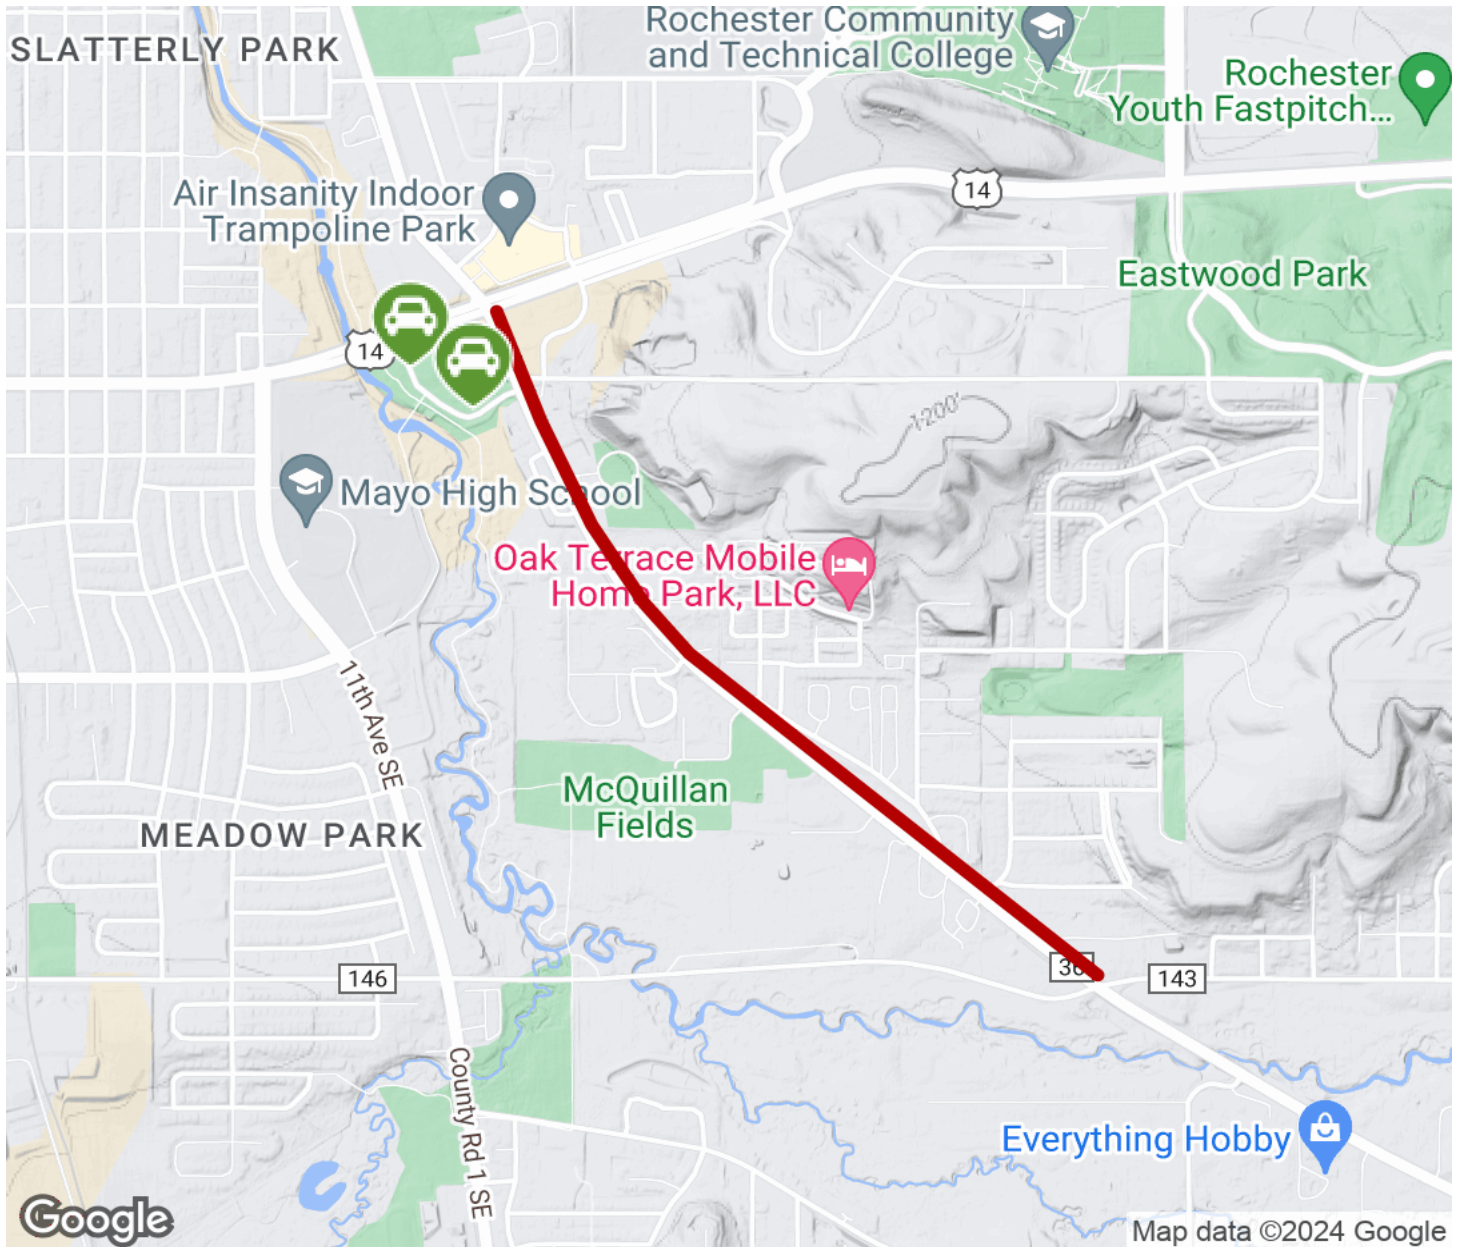 SLATTERLY PARK
Rochester Community
and Technical College
Rochester
Youth Fastpitch...
Air Insanity Indoor
Trampoline Park
14
Eastwood Park
14
1200'
Mayo High School
Oak Terrace Mobile
Home Park, LLC
11th Ave SE
McQuillan
Fields
MEADOW PARK
146
36
143
County Rd 1 SE
Everything Hobby
Google
Map data ©2024 Google